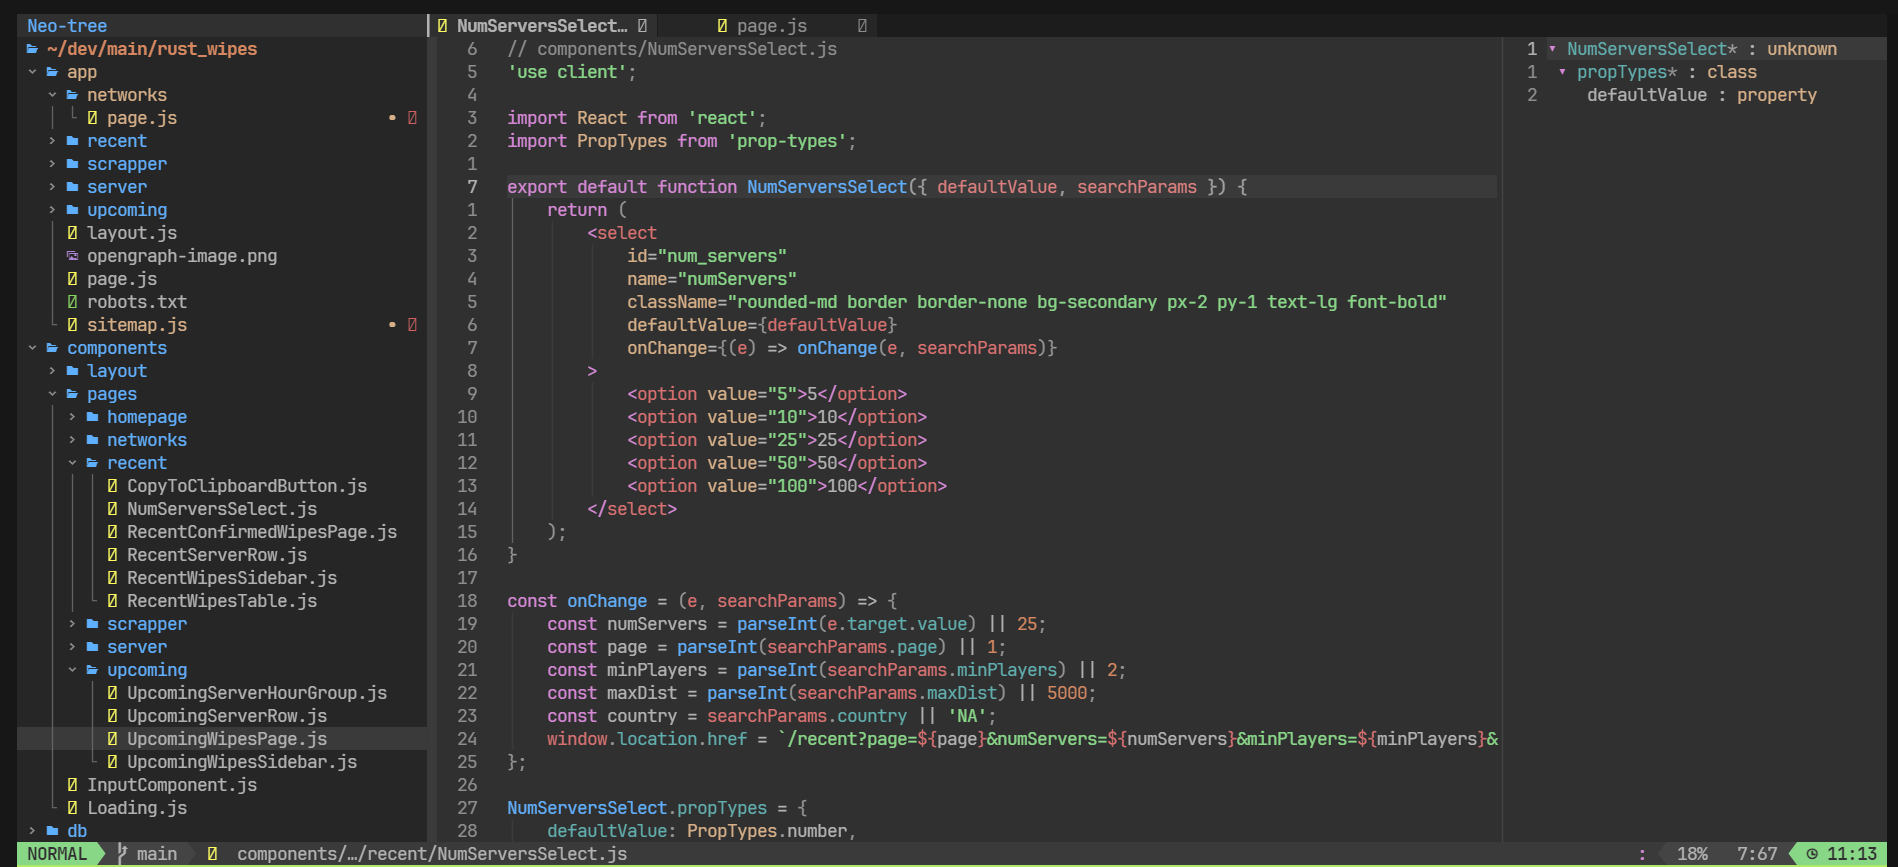 Neo-tree
~/dev/main/rust_wipes
app
networks
page.js
recent
scrapper
server
upcoming
layout.js
opengraph-image.png
page.js
robots.txt
sitemap.js
components
layout
pages
homepage
networks
recent
CopyToClipboardButton.js
NumServersSelect.js
RecentConfirmedWipesPage.js
RecentServerRow.js
RecentWipesSidebar.js
RecentWipesTable.js
scrapper
server
upcoming
UpcomingServerHourGroup.js
UpcomingServerRow.js
UpcomingWipesPage.js
UpcomingWipesSidebar.js
InputComponent.js
Loading.js
db
NumServersSelect… page.js
6 // components/NumServersSelect.js
5 'use client';
4
3 import React from 'react';
2 import PropTypes from 'prop-types';
1
7 export default function NumServersSelect({ defaultValue, searchParams }) {
1 return (
2 <select
3 id="num_servers"
4 name="numServers"
5 className="rounded-md border border-none bg-secondary px-2 py-1 text-lg font-bold"
6 defaultValue={defaultValue}
7 onChange={(e) => onChange(e, searchParams)}
8 >
9 <option value="5">5</option>
10 <option value="10">10</option>
11 <option value="25">25</option>
12 <option value="50">50</option>
13 <option value="100">100</option>
14 </select>
15 );
16 }
17
18 const onChange = (e, searchParams) => {
19 const numServers = parseInt(e.target.value) || 25;
20 const page = parseInt(searchParams.page) || 1;
21 const minPlayers = parseInt(searchParams.minPlayers) || 2;
22 const maxDist = parseInt(searchParams.maxDist) || 5000;
23 const country = searchParams.country || 'NA';
24 window.location.href = `/recent?page=${page}&numServers=${numServers}&minPlayers=${minPlayers}&
25 };
26
27 NumServersSelect.propTypes = {
28 defaultValue: PropTypes.number,
1 NumServersSelect* : unknown
1 propTypes* : class
2 defaultValue : property
NORMAL main components/…/recent/NumServersSelect.js : 18% 7:67 11:13